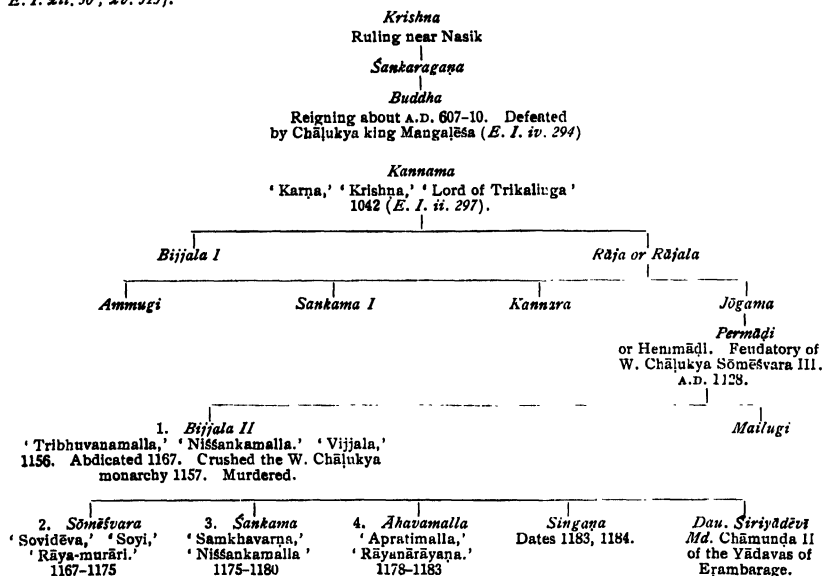 E. I. xii. 30 ; xv. 315).
Krishna
Ruling near Nasik
Śankaragaṇa
Buddha
Reigning about A.D. 607-10. Defeated
by Chāḷukya king Mangaḷēśa (E. I. iv. 294)
Kannama
‘ Karṇa,’ ‘ Krishṇa,’ ‘ Lord of Trikaliṅga ’
1042 (E. I. ii. 297).
Bijjala I
Rāja or Rājala
Ammugi
Sankama I
Kannara
Jōgama
Permāḍi
or Hemmāḍi. Feudatory of
W. Chāḷukya Sōmēśvara III.
A.D. 1128.
1. Bijjala II
‘ Tribhuvanamalla,’ ‘ Niśśankamalla.’ ‘ Vijjala,’
1156. Abdicated 1167. Crushed the W. Chāḷukya
monarchy 1157. Murdered.
Mailugi
2. Sōmēśvara
‘ Sovidēva,’ ‘ Soyi,’
‘ Rāya-murāri.’
1167-1175
3. Śankama
‘ Samkhavarṇa,’
‘ Niśśankamalla ’
1175-1180
4. Āhavamalla
‘ Apratimalla,’
‘ Rāyanārāyaṇa.’
1178-1183
Singaṇa
Dates 1183, 1184.
Dau. Siriyādēvī
Md. Chāmuṇḍa II
of the Yādavas of
Erambarage.